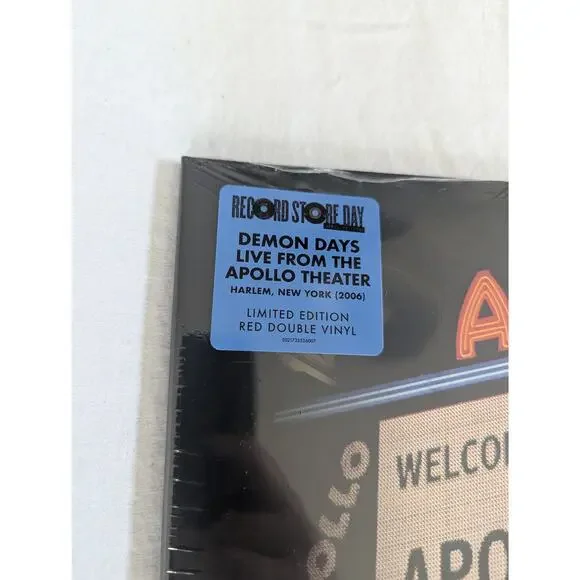 RECORD STORE DAY
DEMON DAYS
LIVE FROM THE
APOLLO THEATER
HARLEM, NEW YORK (2006)
LIMITED EDITION
RED DOUBLE VINYL
A
WELCO
OLLO
APO